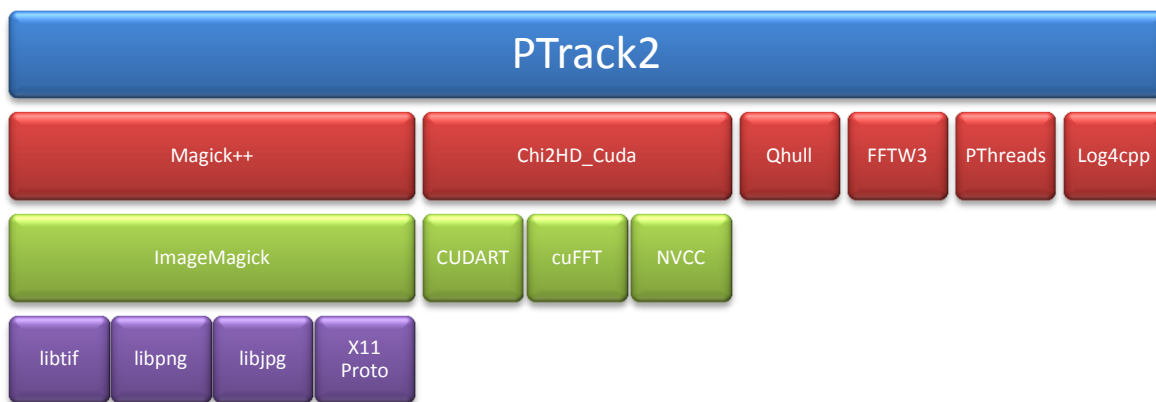 PTrack2
Magick++
Chi2HD_Cuda
Qhull
FFTW3
PThreads
Log4cpp
ImageMagick
CUDART
cuFFT
NVCC
libtif
libpng
libjpg
X11
Proto